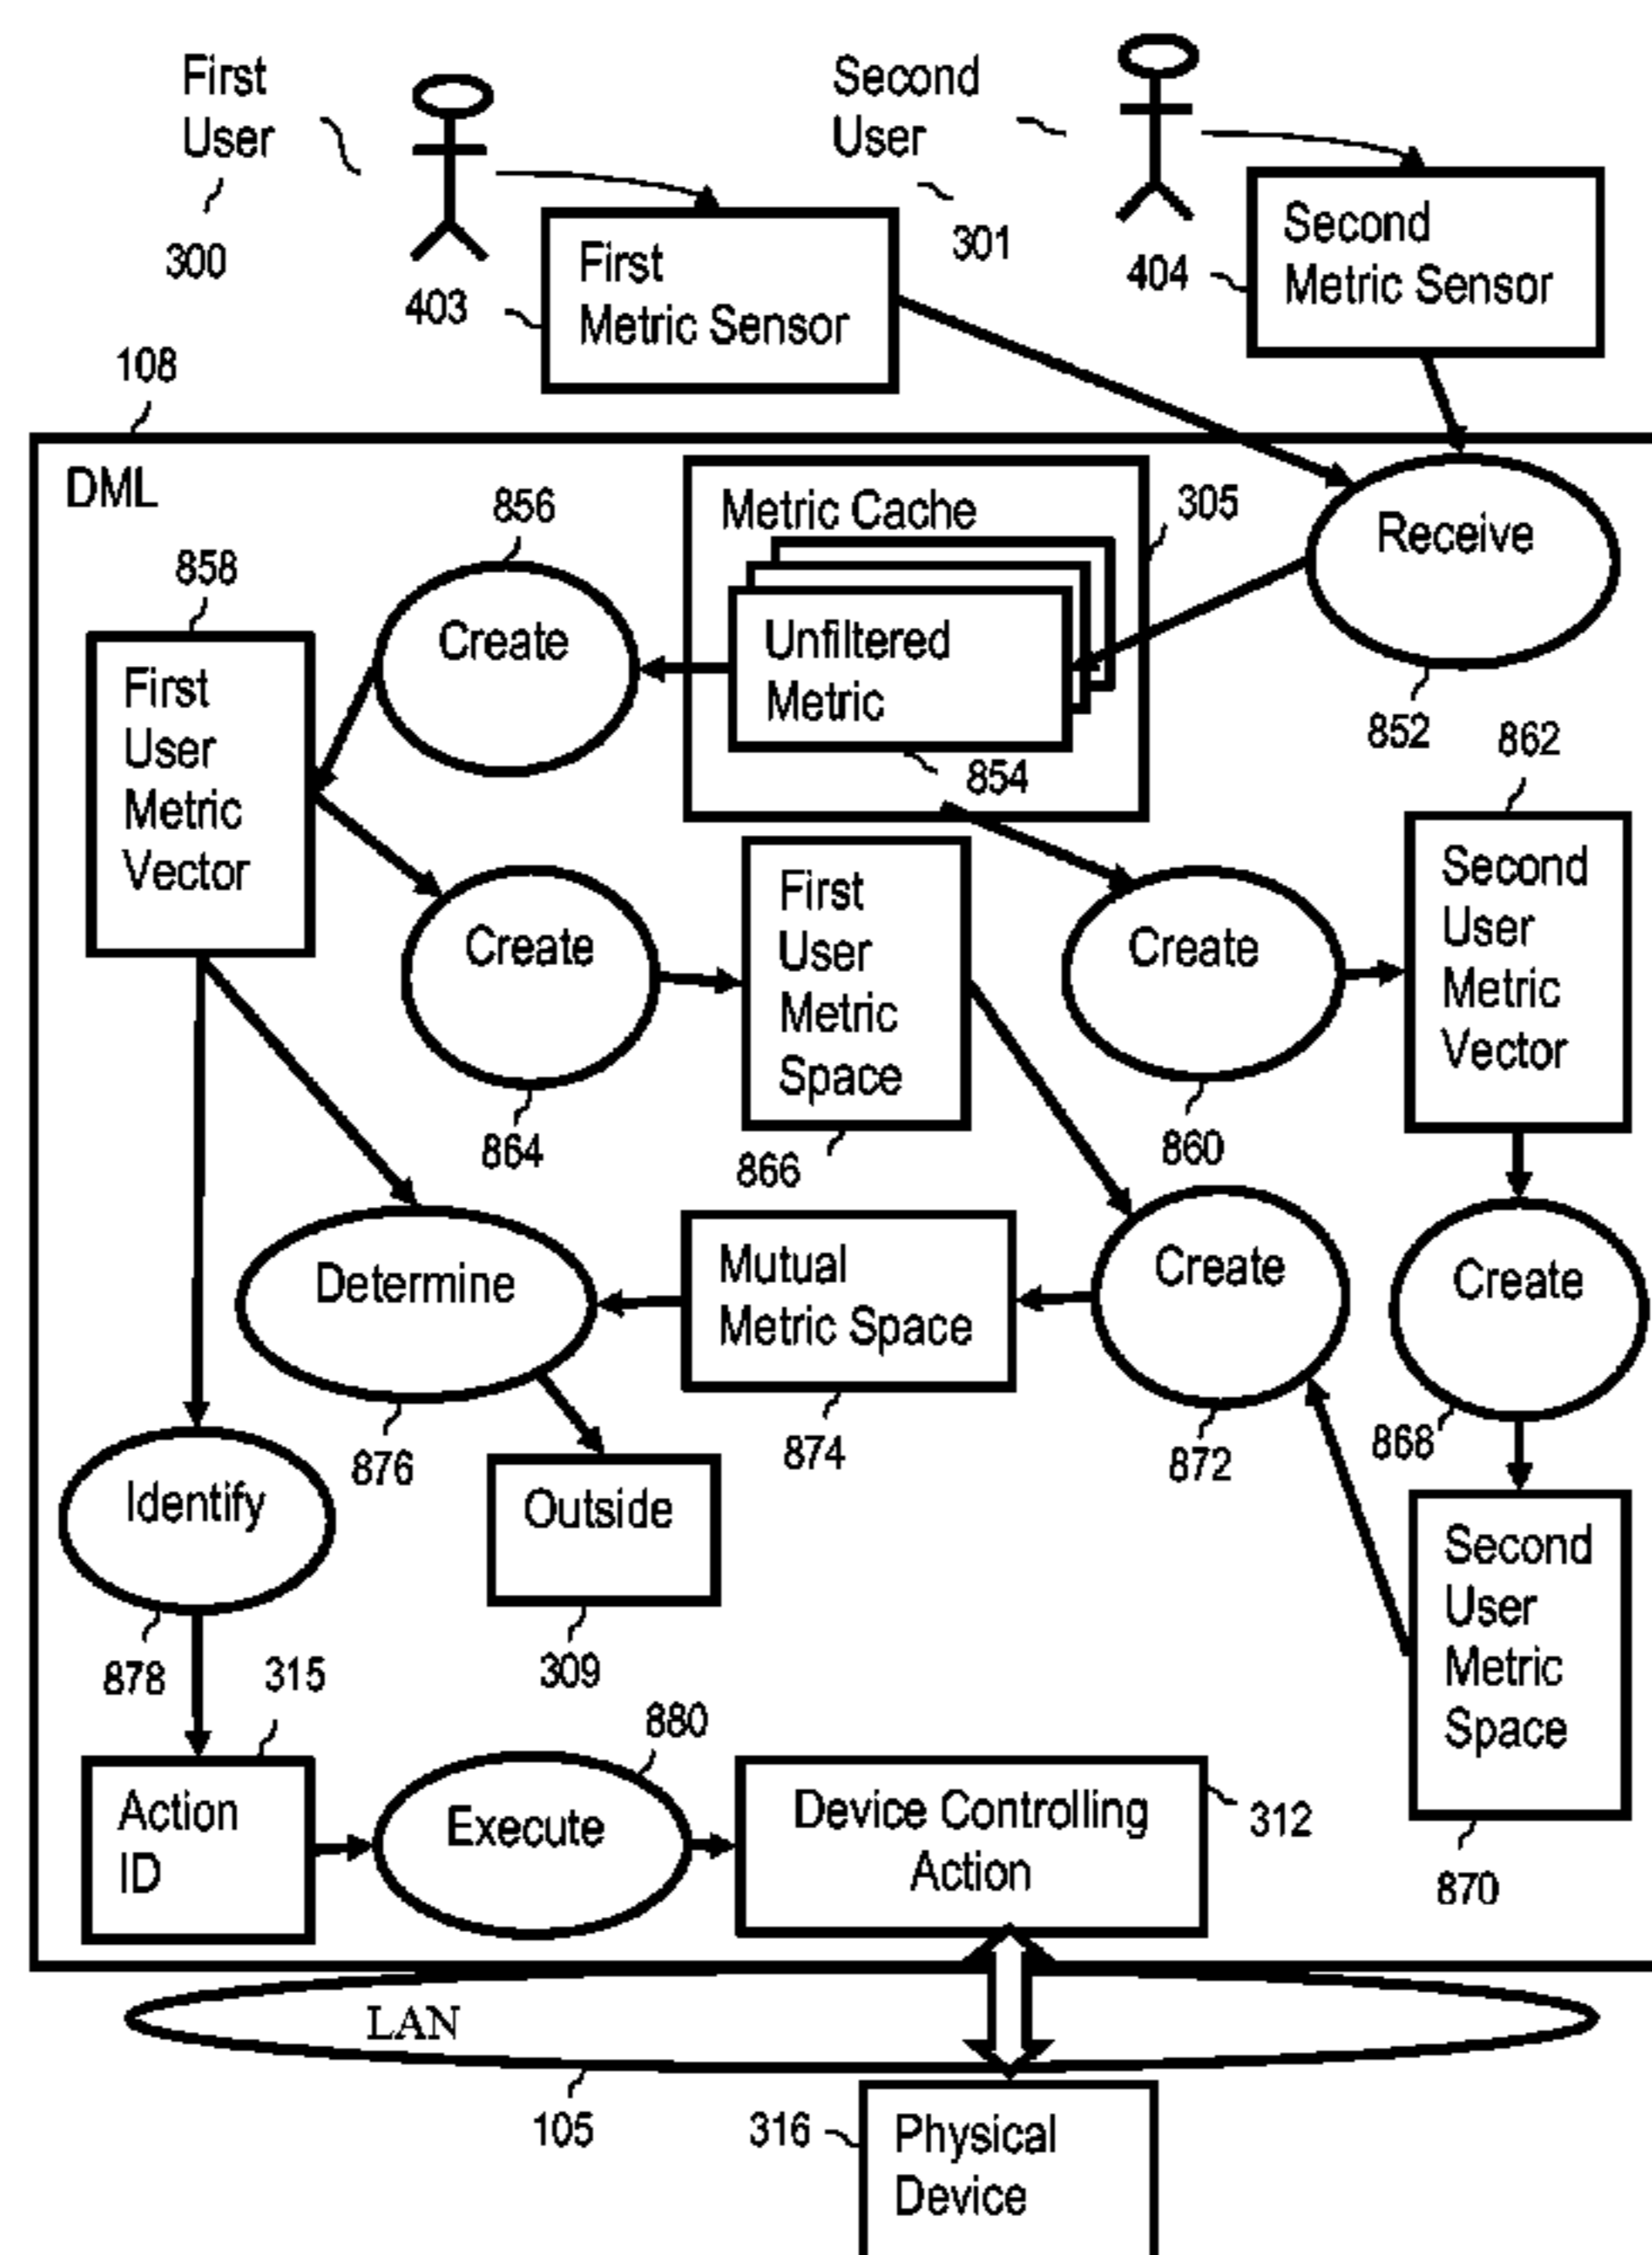 First
User
300
Second
User
301
First
Metric Sensor
403
Second
Metric Sensor
404
108
DML
Metric Cache
305
Unfiltered
Metric
854
Receive
852
856
Create
858
First
User
Metric
Vector
Create
864
First
User
Metric
Space
866
Create
860
862
Second
User
Metric
Vector
Determine
876
Mutual
Metric Space
874
Create
872
Create
868
Identify
878
Outside
309
Second
User
Metric
Space
870
315
Action
ID
880
Execute
Device Controlling
Action
312
LAN
105
316
Physical
Device